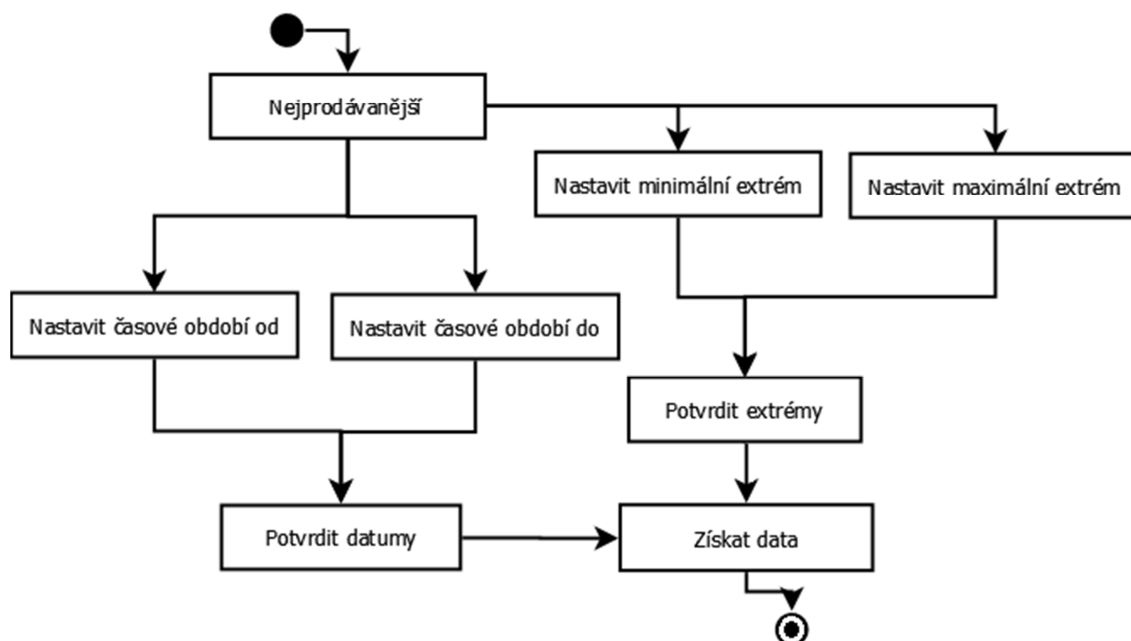 Nejprodávanější
Nastavit minimální extrém
Nastavit maximální extrém
Nastavit časové období od
Nastavit časové období do
Potvrdit extrémy
Potvrdit datumy
Získat data